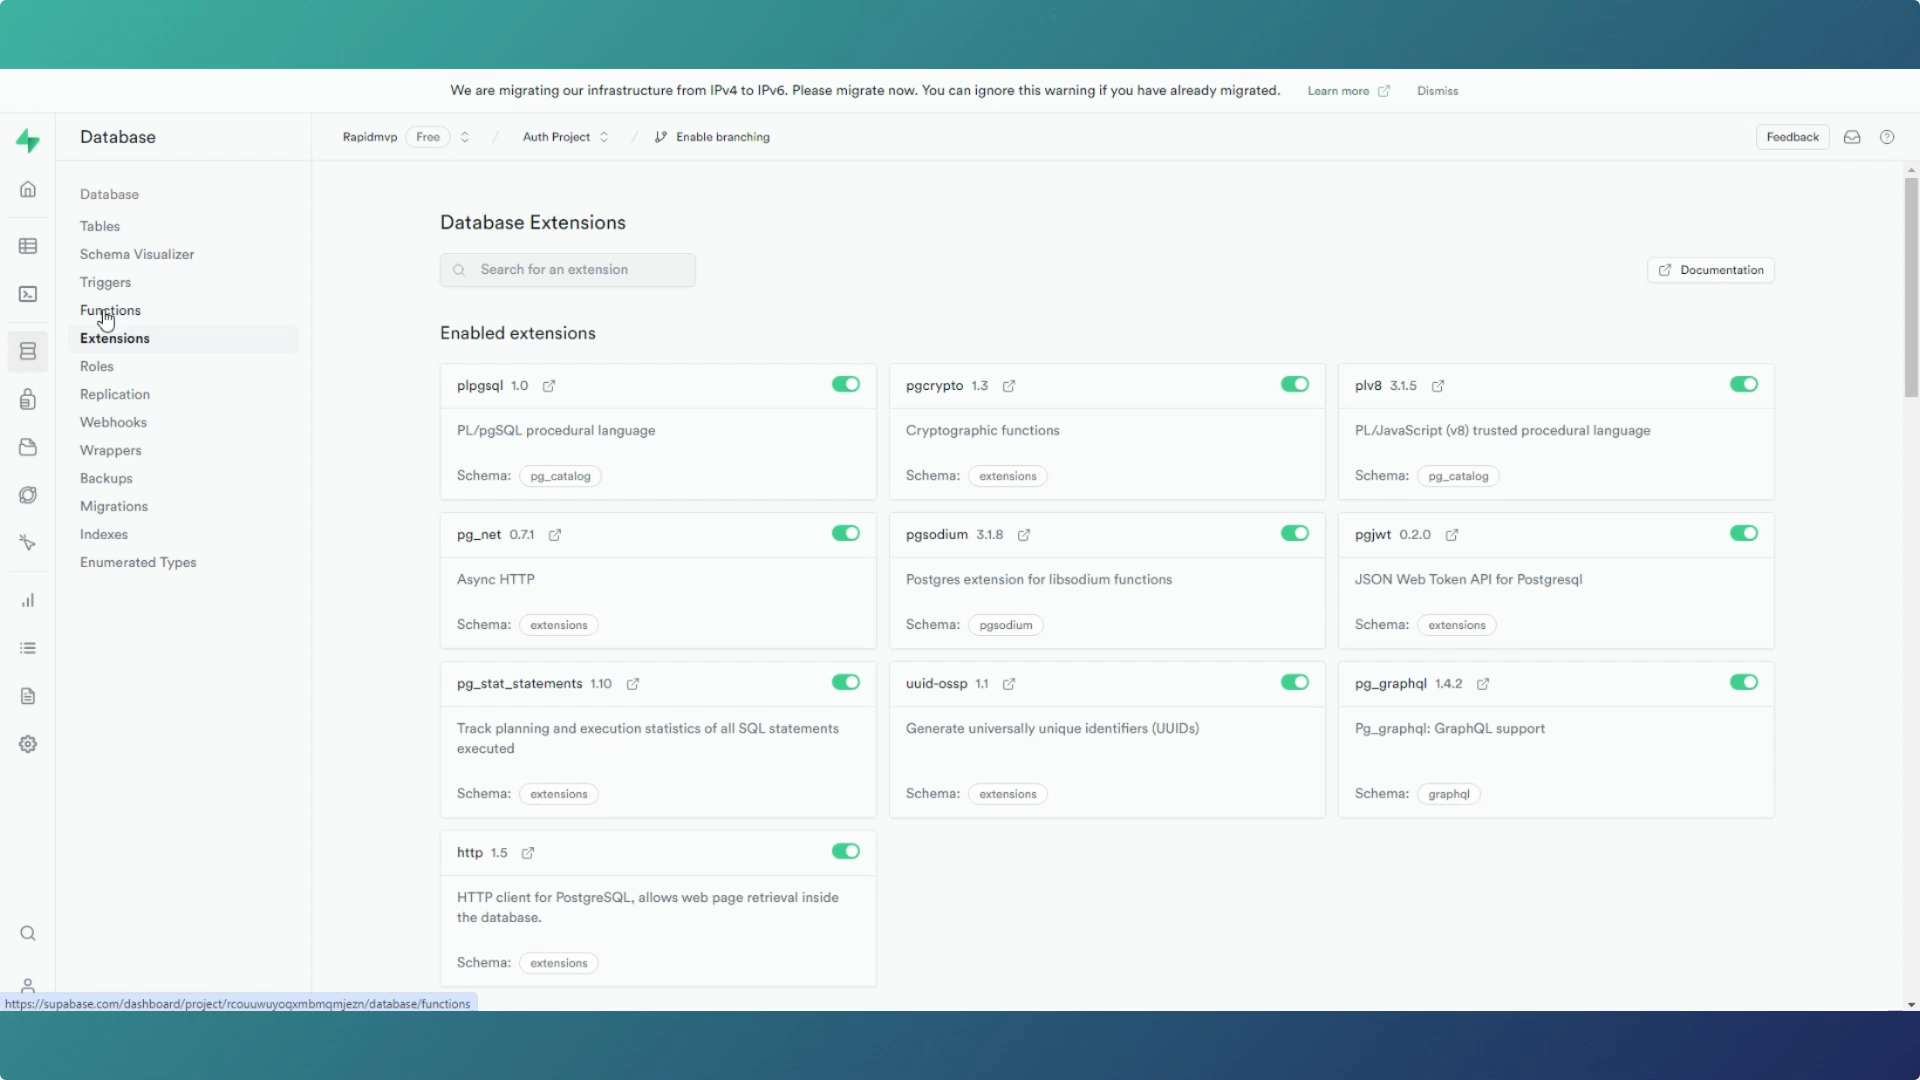 We are migrating our infrastructure from IPv4 to IPv6. Please migrate now. You can ignore this warning if you have already migrated. Learn more Dismiss
Database
Rapidmvp Free / Auth Project / Enable branching
Feedback
Database
Tables
Schema Visualizer
Triggers
Functions
Extensions
Roles
Replication
Webhooks
Wrappers
Backups
Migrations
Indexes
Enumerated Types
Database Extensions
Search for an extension
Documentation
Enabled extensions
plpgsql 1.0
PL/pgSQL procedural language
Schema: pg_catalog
pgcrypto 1.3
Cryptographic functions
Schema: extensions
plv8 3.1.5
PL/JavaScript (v8) trusted procedural language
Schema: pg_catalog
pg_net 0.7.1
Async HTTP
Schema: extensions
pgsodium 3.1.8
Postgres extension for libsodium functions
Schema: pgsodium
pgjwt 0.2.0
JSON Web Token API for Postgresql
Schema: extensions
pg_stat_statements 1.10
Track planning and execution statistics of all SQL statements
executed
Schema: extensions
uuid-ossp 1.1
Generate universally unique identifiers (UUIDs)
Schema: extensions
pg_graphql 1.4.2
Pg_graphql: GraphQL support
Schema: graphql
http 1.5
HTTP client for PostgreSQL, allows web page retrieval inside
the database.
Schema: extensions
https://supabase.com/dashboard/project/rcouuwuyoqxmbmqmjezn/database/functions